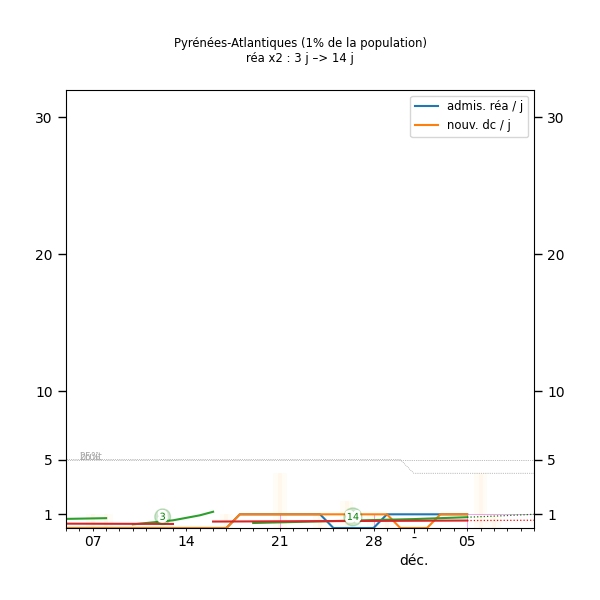 Pyrénées-Atlantiques (1% de la population)
réa x2 : 3 j –> 14 j
admis. réa / j
nouv. dc / j
30 30
20 20
10 10
5 5
1 1
3
14
07 14 21 28 - 05
déc.